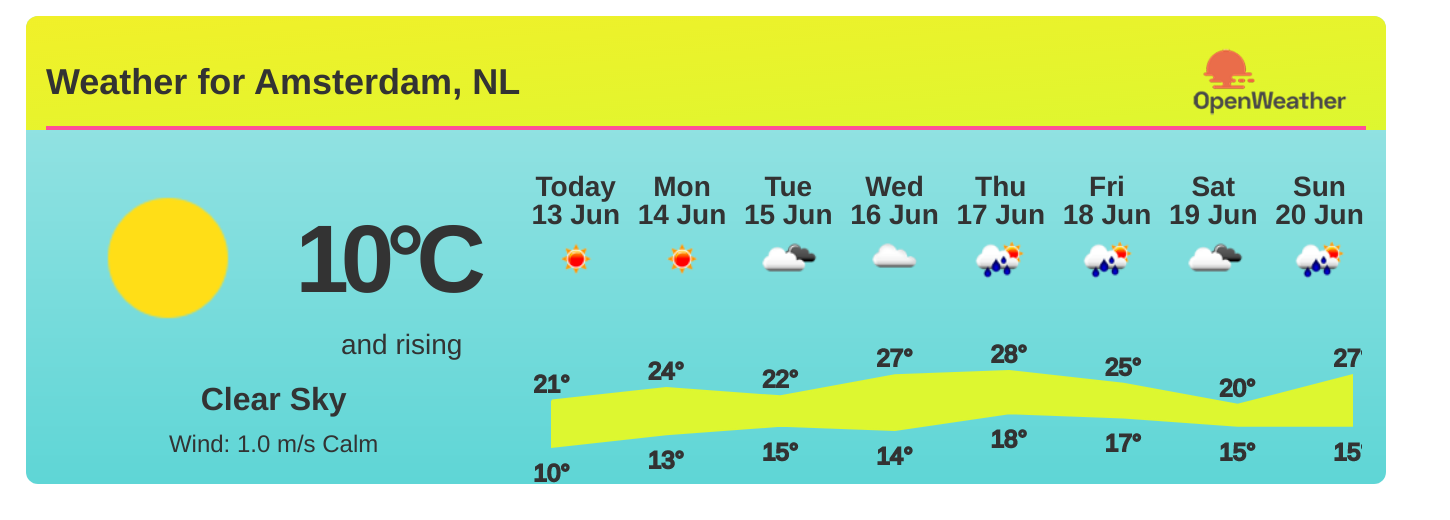 Weather for Amsterdam, NL
OpenWeather
Today Mon Tue Wed Thu Fri Sat Sun
13 Jun 14 Jun 15 Jun 16 Jun 17 Jun 18 Jun 19 Jun 20 Jun
10°C
and rising
Clear Sky
Wind: 1.0 m/s Calm
21° 24° 22° 27° 28° 25° 20° 27°
10° 13° 15° 14° 18° 17° 15° 15°